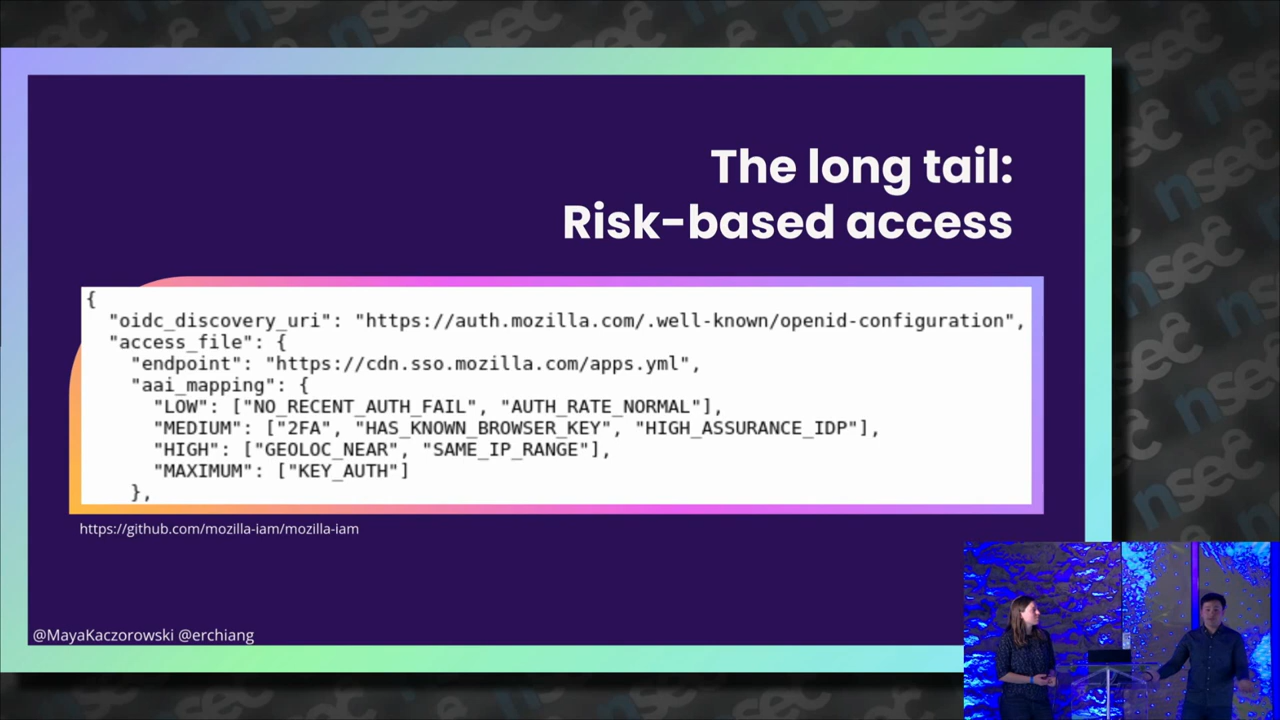 The long tail:
Risk-based access
{
"oidc_discovery_uri": "https://auth.mozilla.com/.well-known/openid-configuration",
"access_file": {
"endpoint": "https://cdn.sso.mozilla.com/apps.yml",
"aai_mapping": {
"LOW": ["NO_RECENT_AUTH_FAIL", "AUTH_RATE_NORMAL"],
"MEDIUM": ["2FA", "HAS_KNOWN_BROWSER_KEY", "HIGH_ASSURANCE_IDP"],
"HIGH": ["GEOLOC_NEAR", "SAME_IP_RANGE"],
"MAXIMUM": ["KEY_AUTH"]
},
https://github.com/mozilla-iam/mozilla-iam
@MayaKaczorowski @erchiang
nsec